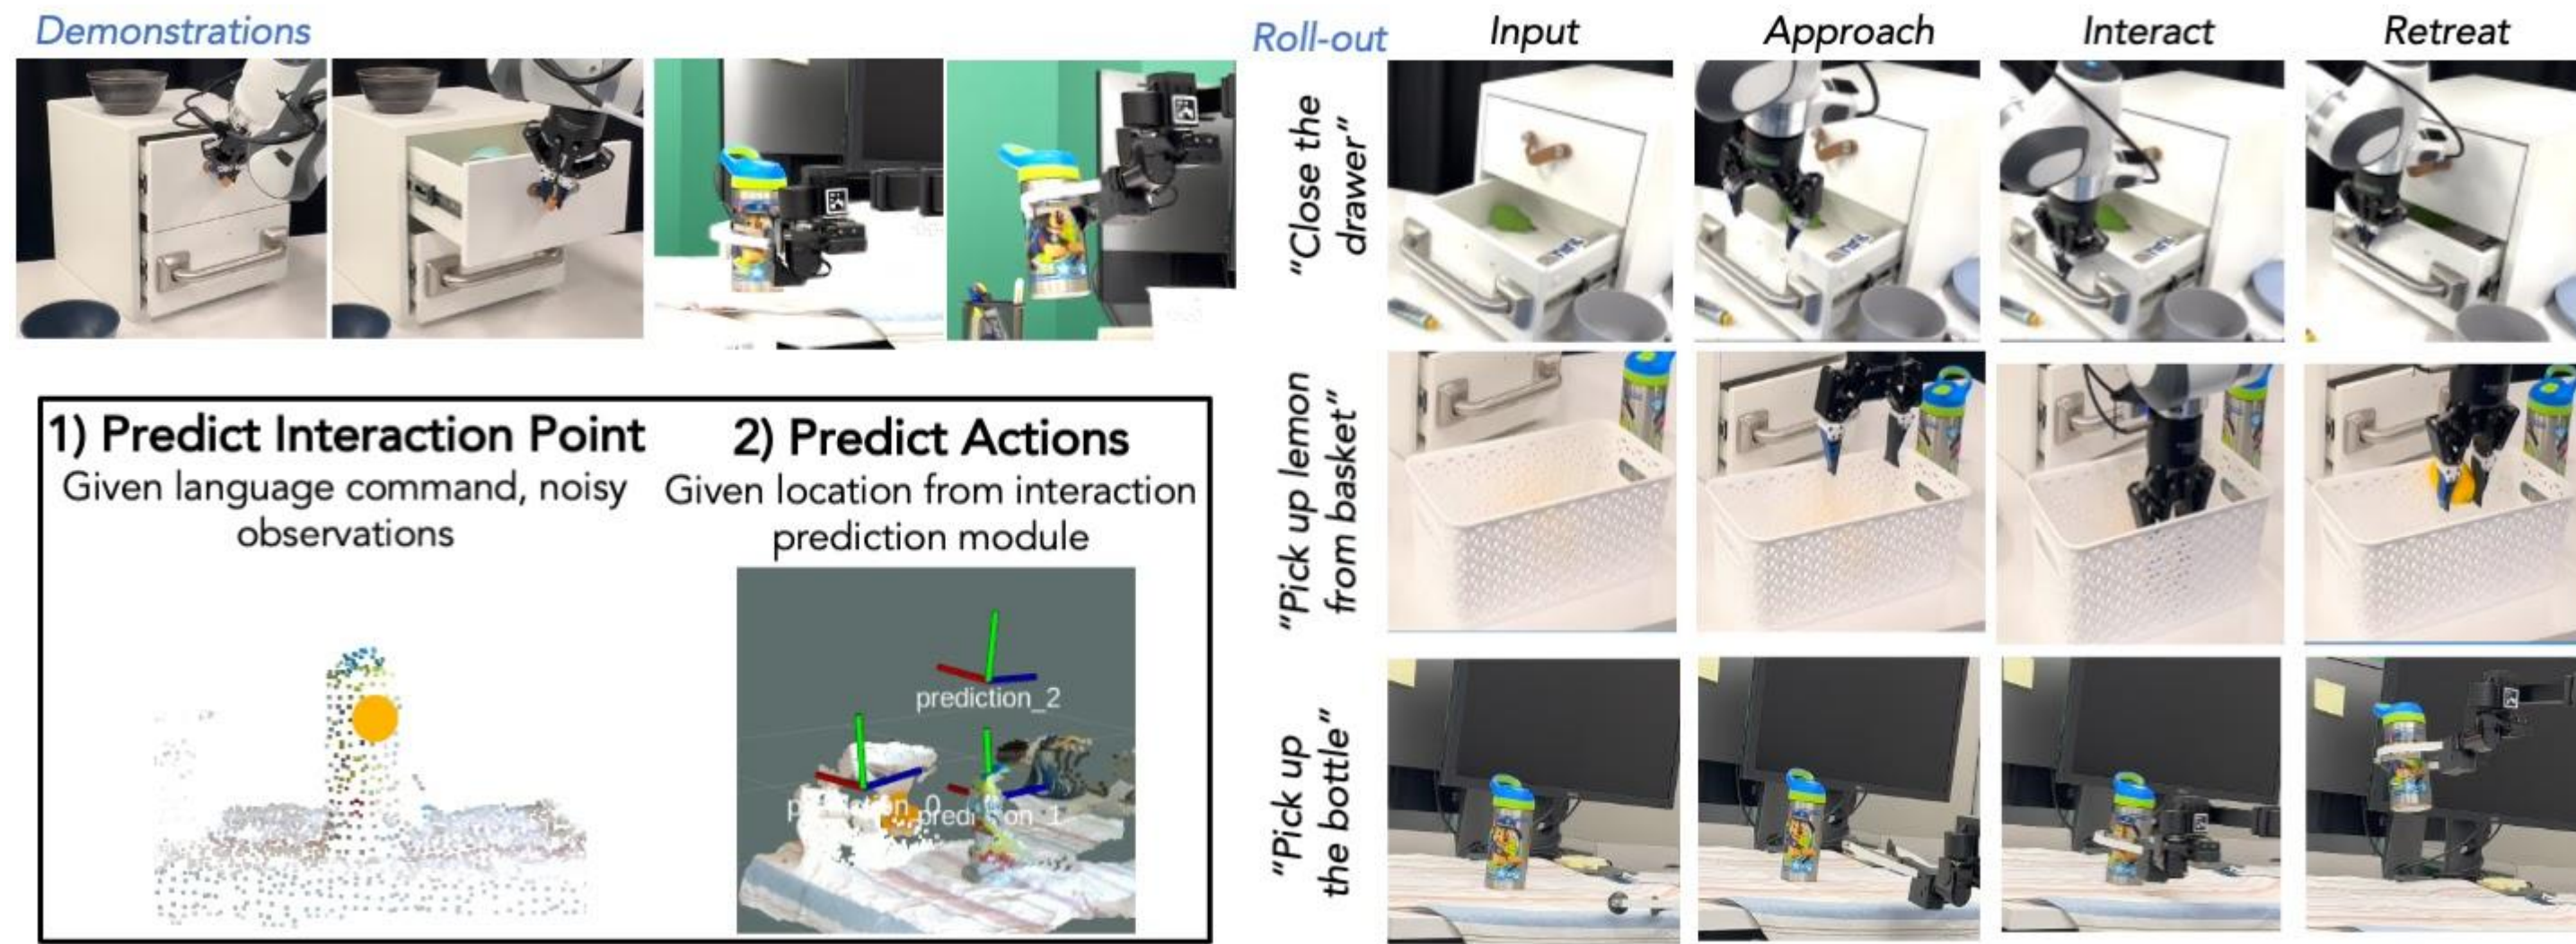 Demonstrations
1) Predict Interaction Point
Given language command, noisy
observations
2) Predict Actions
Given location from interaction
prediction module
prediction_2
prediction_0
prediction_1
Roll-out
Input
Approach
Interact
Retreat
"Close the
drawer"
"Pick up lemon
from basket"
"Pick up
the bottle"